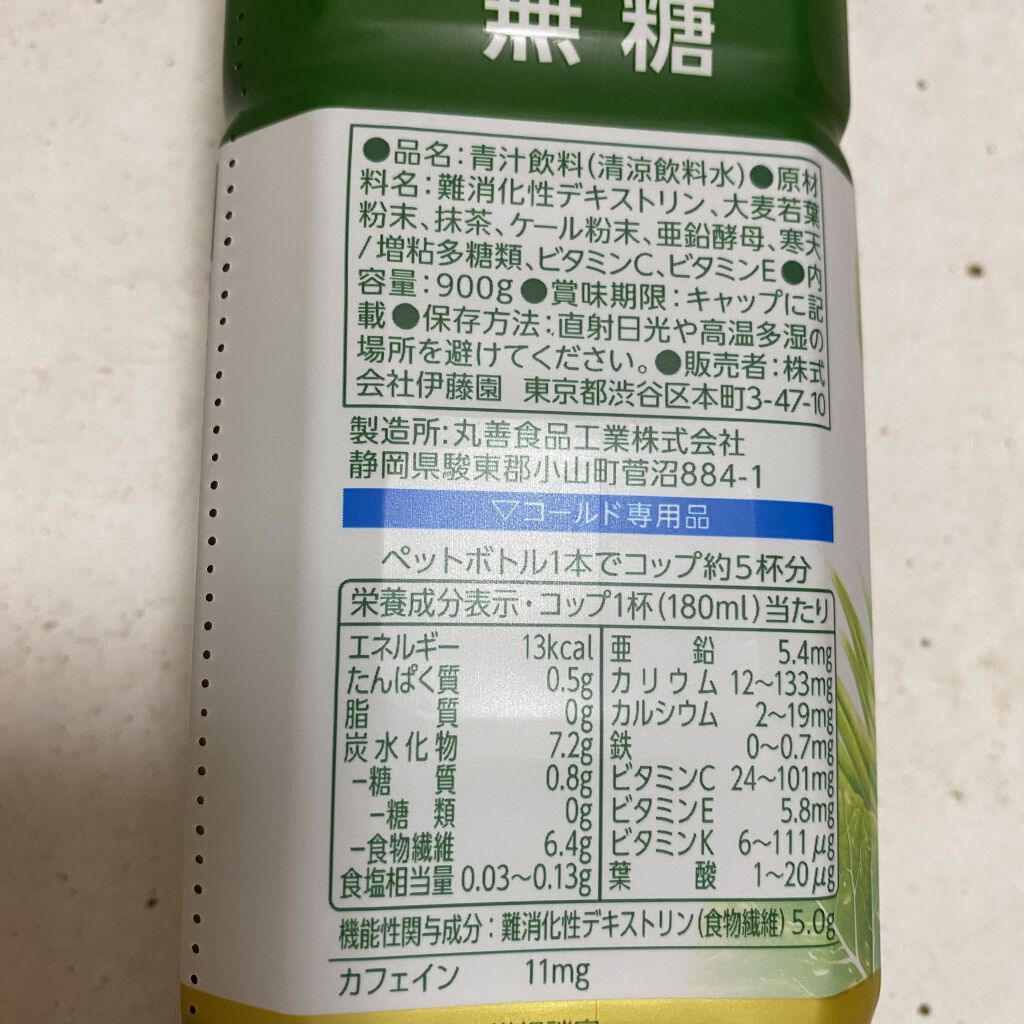 無糖
●品名：青汁飲料(清涼飲料水)●原材
料名：難消化性デキストリン、大麦若葉
粉末、抹茶、ケール粉末、亜鉛酵母、寒天
/増粘多糖類、ビタミンC、ビタミンE●内
容量：900g●賞味期限：キャップに記
載●保存方法：直射日光や高温多湿の
場所を避けてください。●販売者：株式
会社伊藤園 東京都渋谷区本町3-47-10
製造所：丸善食品工業株式会社
静岡県駿東郡小山町菅沼884-1
▽コールド専用品
ペットボトル1本でコップ約5杯分
栄養成分表示・コップ1杯(180ml)当たり
エネルギー 13kcal
たんぱく質 0.5g
脂質 0g
炭水化物 7.2g
-糖質 0.8g
-糖類 0g
-食物繊維 6.4g
食塩相当量 0.03～0.13g
亜鉛 5.4mg
カリウム 12～133mg
カルシウム 2～19mg
鉄 0～0.7mg
ビタミンC 24～101mg
ビタミンE 5.8mg
ビタミンK 6～111μg
葉酸 1～20μg
機能性関与成分：難消化性デキストリン(食物繊維) 5.0g
カフェイン 11mg